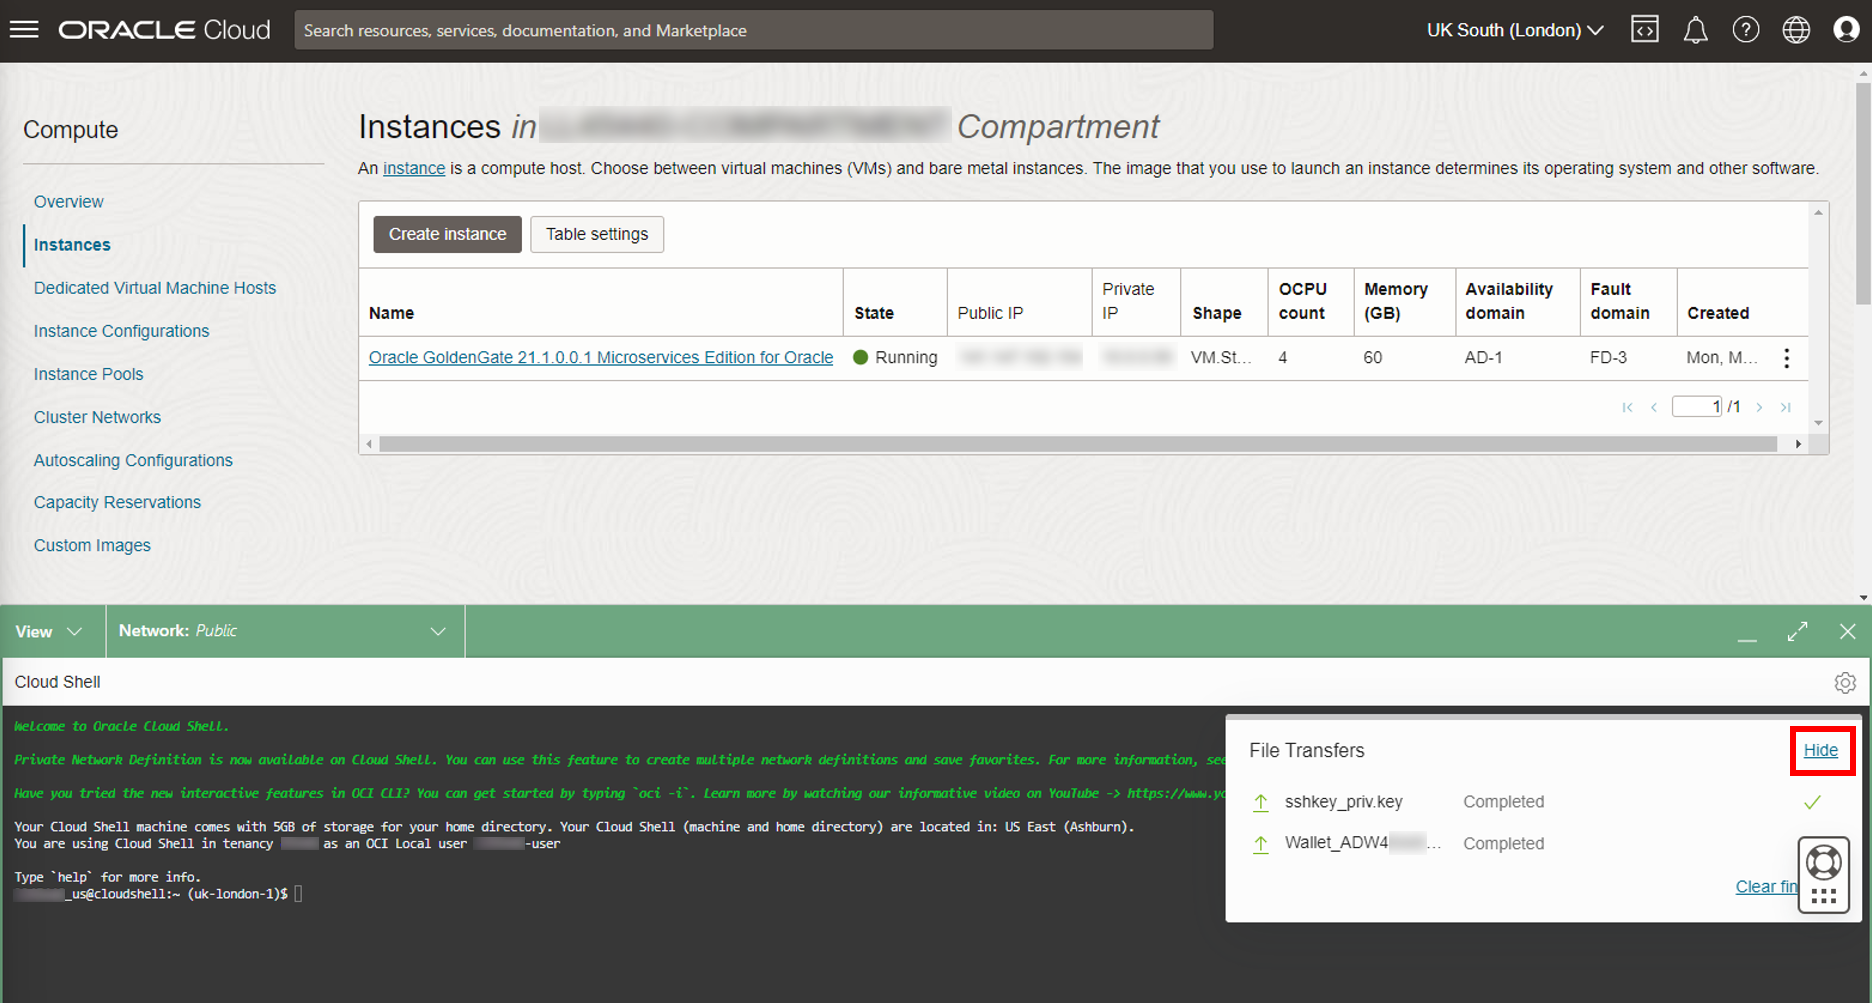 ORACLE Cloud
Search resources, services, documentation, and Marketplace
UK South (London)
Compute
Overview
Instances
Dedicated Virtual Machine Hosts
Instance Configurations
Instance Pools
Cluster Networks
Autoscaling Configurations
Capacity Reservations
Custom Images
Instances in Compartment
An instance is a compute host. Choose between virtual machines (VMs) and bare metal instances. The image that you use to launch an instance determines its operating system and other software.
Create instance Table settings
Name State Public IP Private IP Shape OCPU count Memory (GB) Availability domain Fault domain Created
Oracle GoldenGate 21.1.0.0.1 Microservices Edition for Oracle Running VM.St... 4 60 AD-1 FD-3 Mon, M...
1 /1
View Network: Public
Cloud Shell
Welcome to Oracle Cloud Shell.
Private Network Definition is now available on Cloud Shell. You can use this feature to create multiple network definitions and save favorites. For more information, see
Have you tried the new interactive features in OCI CLI? You can get started by typing `oci -i`. Learn more by watching our informative video on YouTube -> https://www.yo
Your Cloud Shell machine comes with 5GB of storage for your home directory. Your Cloud Shell (machine and home directory) are located in: US East (Ashburn).
You are using Cloud Shell in tenancy as an OCI Local user -user
Type `help` for more info.
_us@cloudshell:~ (uk-london-1)$
File Transfers Hide
sshkey_priv.key Completed
Wallet_ADW4 ... Completed
Clear fin